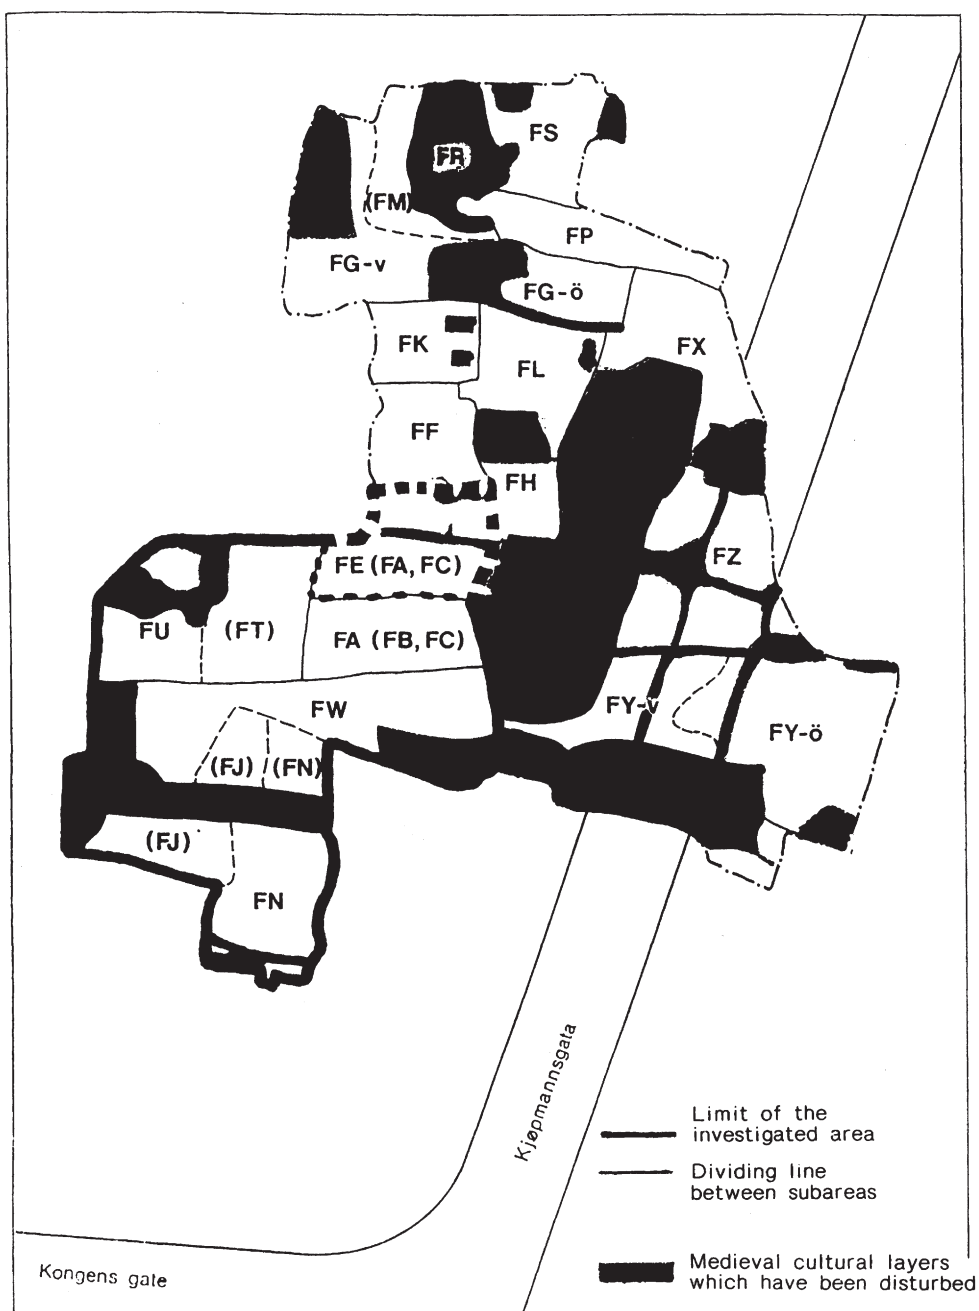 FS
FR
(FM)
FP
FG-v
FG-ö
FK
FX
FL
FF
FH
FE (FA, FC)
FZ
FU
(FT)
FA (FB, FC)
FW
FY-v
FY-ö
(FJ)
(FN)
(FJ)
FN
Kjøpmannsgata
Limit of the
investigated area
Dividing line
between subareas
Kongens gate
Medieval cultural layers
which have been disturbed